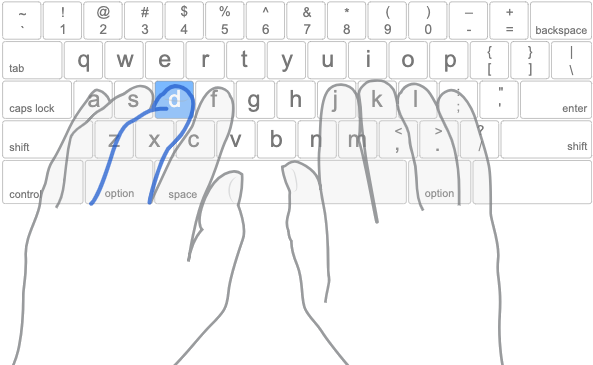 ~ ! @ # $ % ^ & * ( ) — +
` 1 2 3 4 5 6 7 8 9 0 - = backspace
tab q w e r t y u i o p { [ } ] | \
caps lock a s d f g h j k l : ; " ' enter
shift z x c v b n m < , > . ? / shift
control option space option